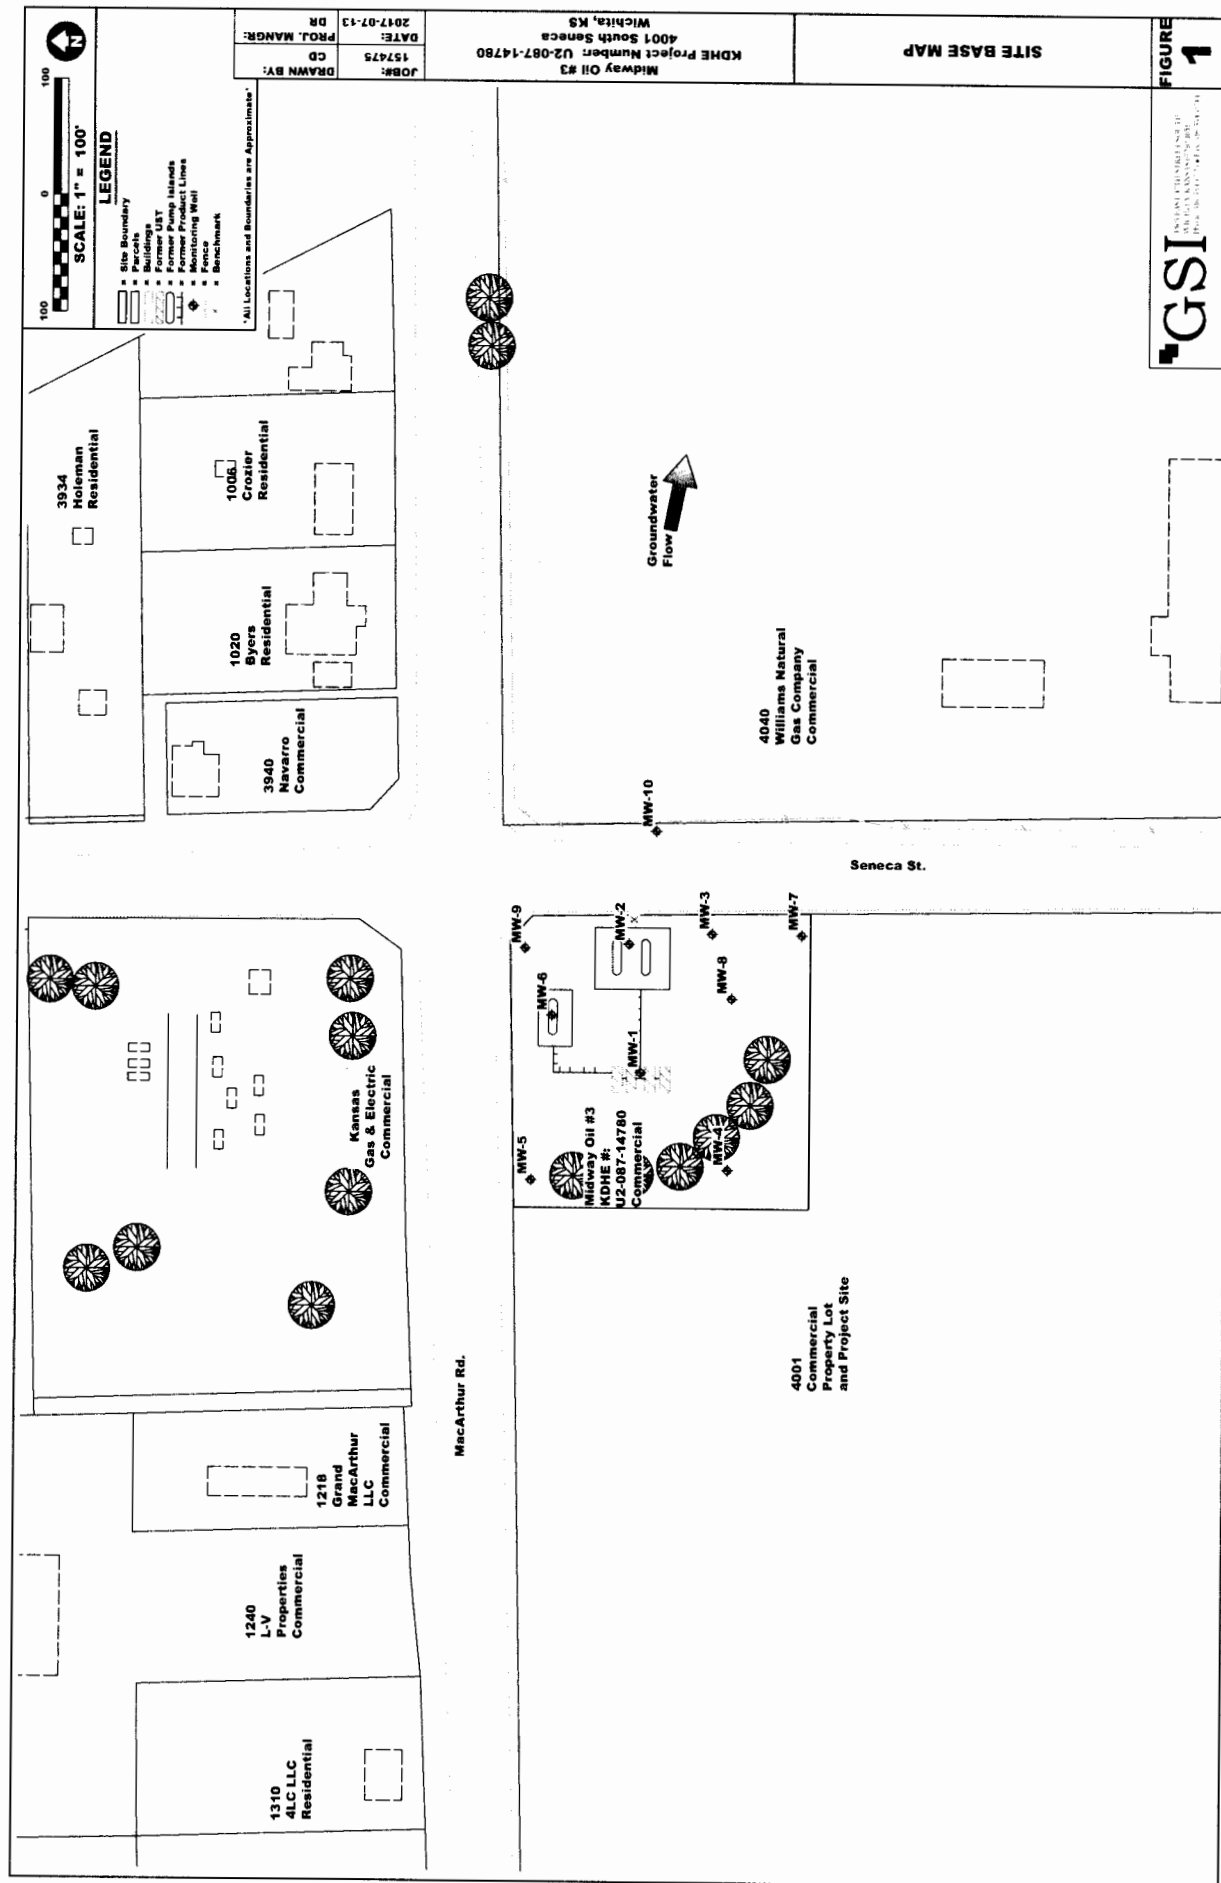 100
0
100
SCALE: 1" = 100'
N
LEGEND
= Site Boundary
= Parcels
= Buildings
= Former UST
= Former Pump Islands
= Former Product Lines
= Monitoring Well
= Fence
= Benchmark
*All Locations and Boundaries are Approximate*
JOB#:
157475
DRAWN BY:
CD
DATE:
2017-07-13
PROJ. MANGR:
DR
Midway Oil #3
KDHE Project Number: U2-087-14780
4001 South Seneca
Wichita, KS
SITE BASE MAP
FIGURE
1
GSI
3934
Holeman
Residential
1006
Crozier
Residential
1020
Byers
Residential
3940
Navarro
Commercial
Kansas
Gas & Electric
Commercial
1218
Grand
MacArthur
LLC
Commercial
1240
L-V
Properties
Commercial
1310
4LC LLC
Residential
MacArthur Rd.
Seneca St.
Groundwater
Flow
4040
Williams Natural
Gas Company
Commercial
MW-10
MW-9
MW-2
MW-3
MW-7
MW-6
MW-8
MW-1
MW-5
MW-4
Midway Oil #3
KDHE #:
U2-087-14780
Commercial
4001
Commercial
Property Lot
and Project Site